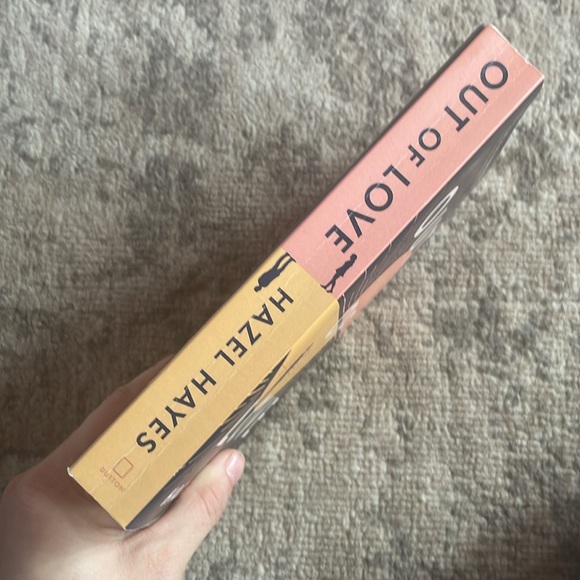 OUT OF LOVE
HAZEL HAYES
DUTTON